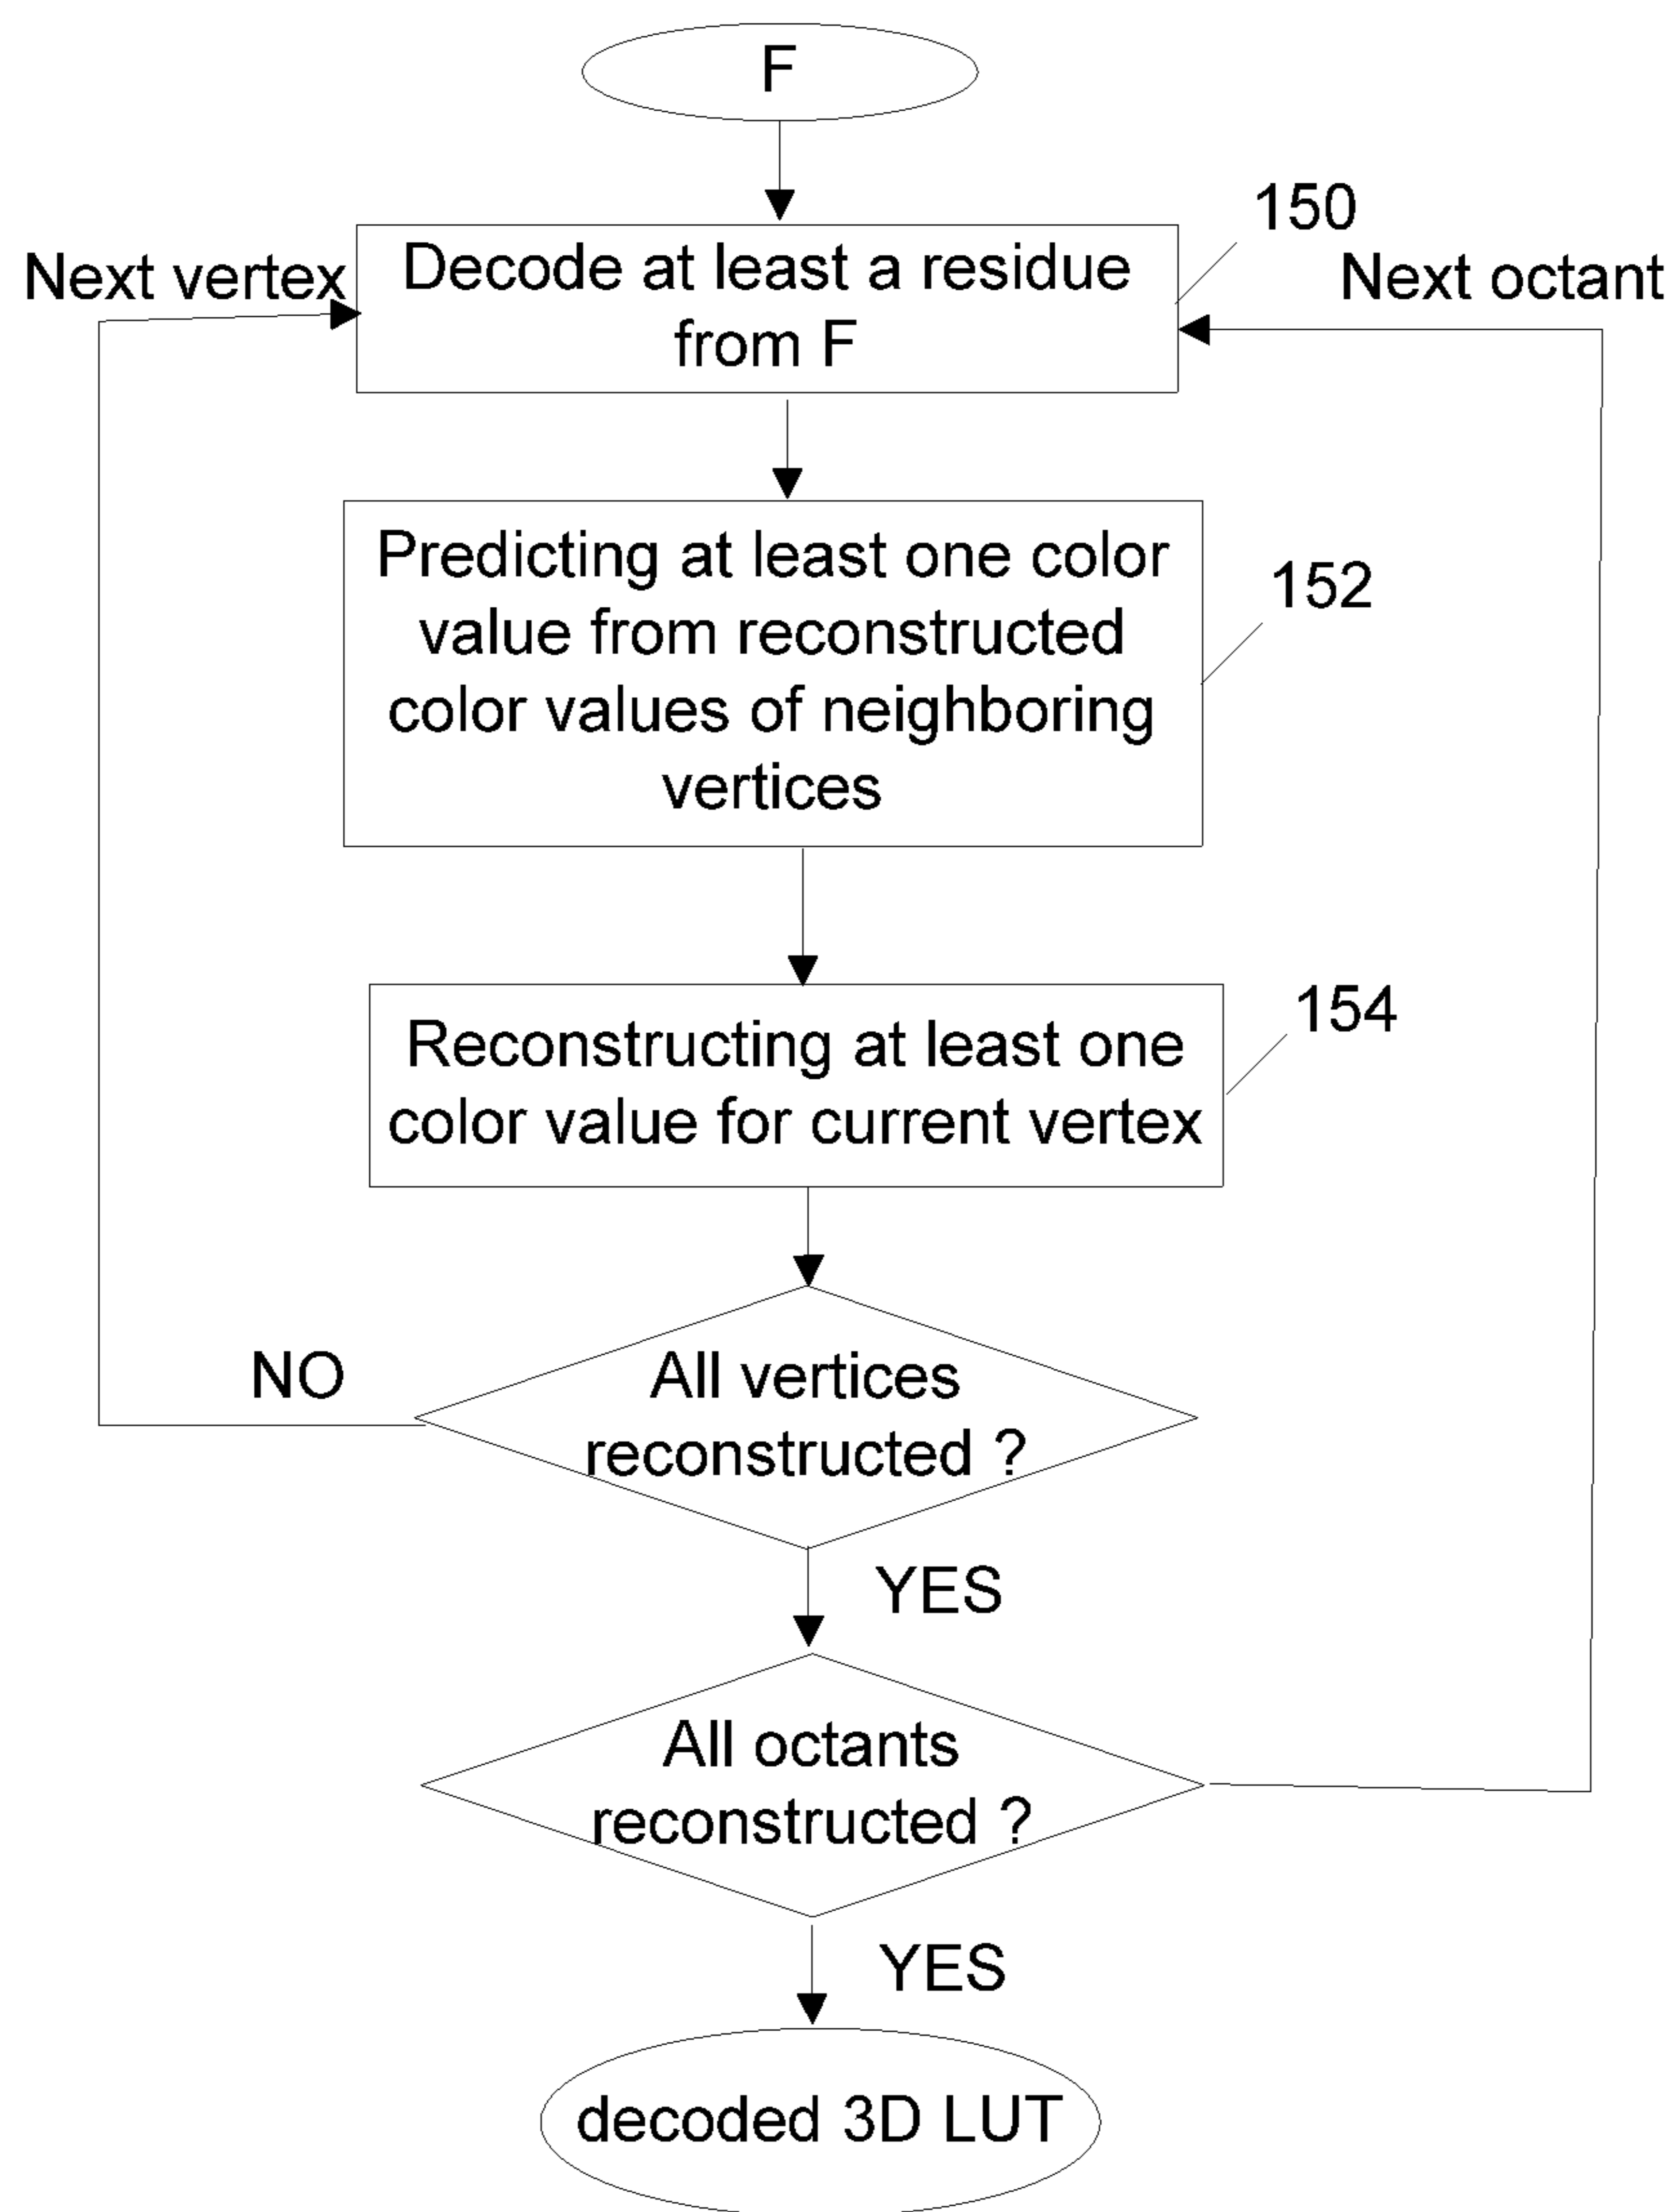 F
150
Next vertex
Decode at least a residue
from F
Next octant
Predicting at least one color
value from reconstructed
color values of neighboring
vertices
152
154
Reconstructing at least one
color value for current vertex
NO
All vertices
reconstructed ?
YES
All octants
reconstructed ?
YES
decoded 3D LUT